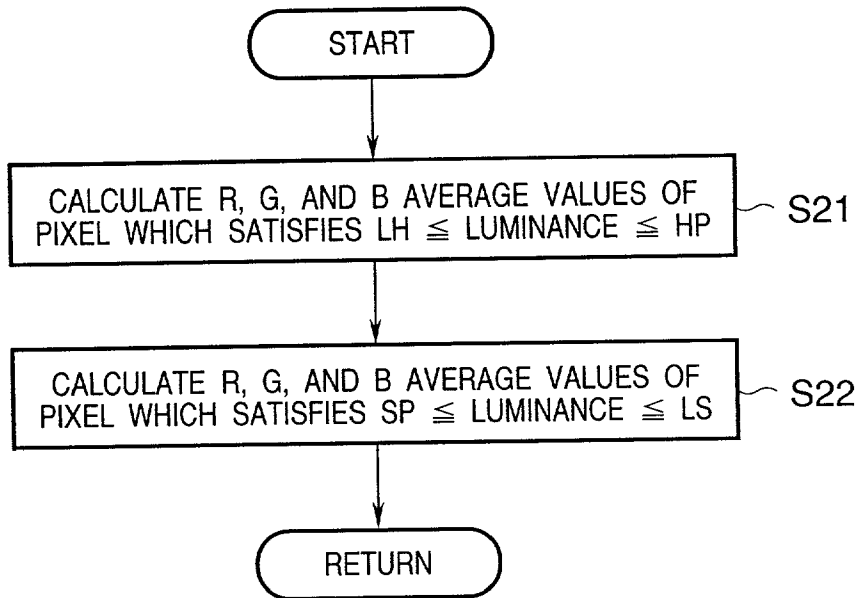 START
CALCULATE R, G, AND B AVERAGE VALUES OF
PIXEL WHICH SATISFIES LH ≦ LUMINANCE ≦ HP
S21
CALCULATE R, G, AND B AVERAGE VALUES OF
PIXEL WHICH SATISFIES SP ≦ LUMINANCE ≦ LS
S22
RETURN